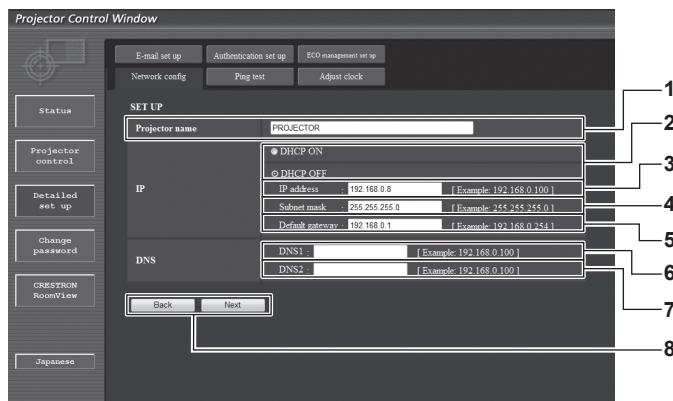 Projector Control Window
E-mail set up
Authentication set up
ECO management set up
Network config
Ping test
Adjust clock
Status
Projector
control
Detailed
set up
Change
password
CRESTRON
RoomView
Japanese
SET UP
Projector name
PROJECTOR
1
IP
DHCP ON
2
DHCP OFF
IP address : 192.168.0.8 [ Example: 192.168.0.100 ]
3
Subnet mask : 255.255.255.0 [ Example: 255.255.255.0 ]
4
Default gateway : 192.168.0.1 [ Example: 192.168.0.254 ]
5
DNS
DNS1 : [ Example: 192.168.0.100 ]
6
DNS2 : [ Example: 192.168.0.100 ]
7
Back
Next
8